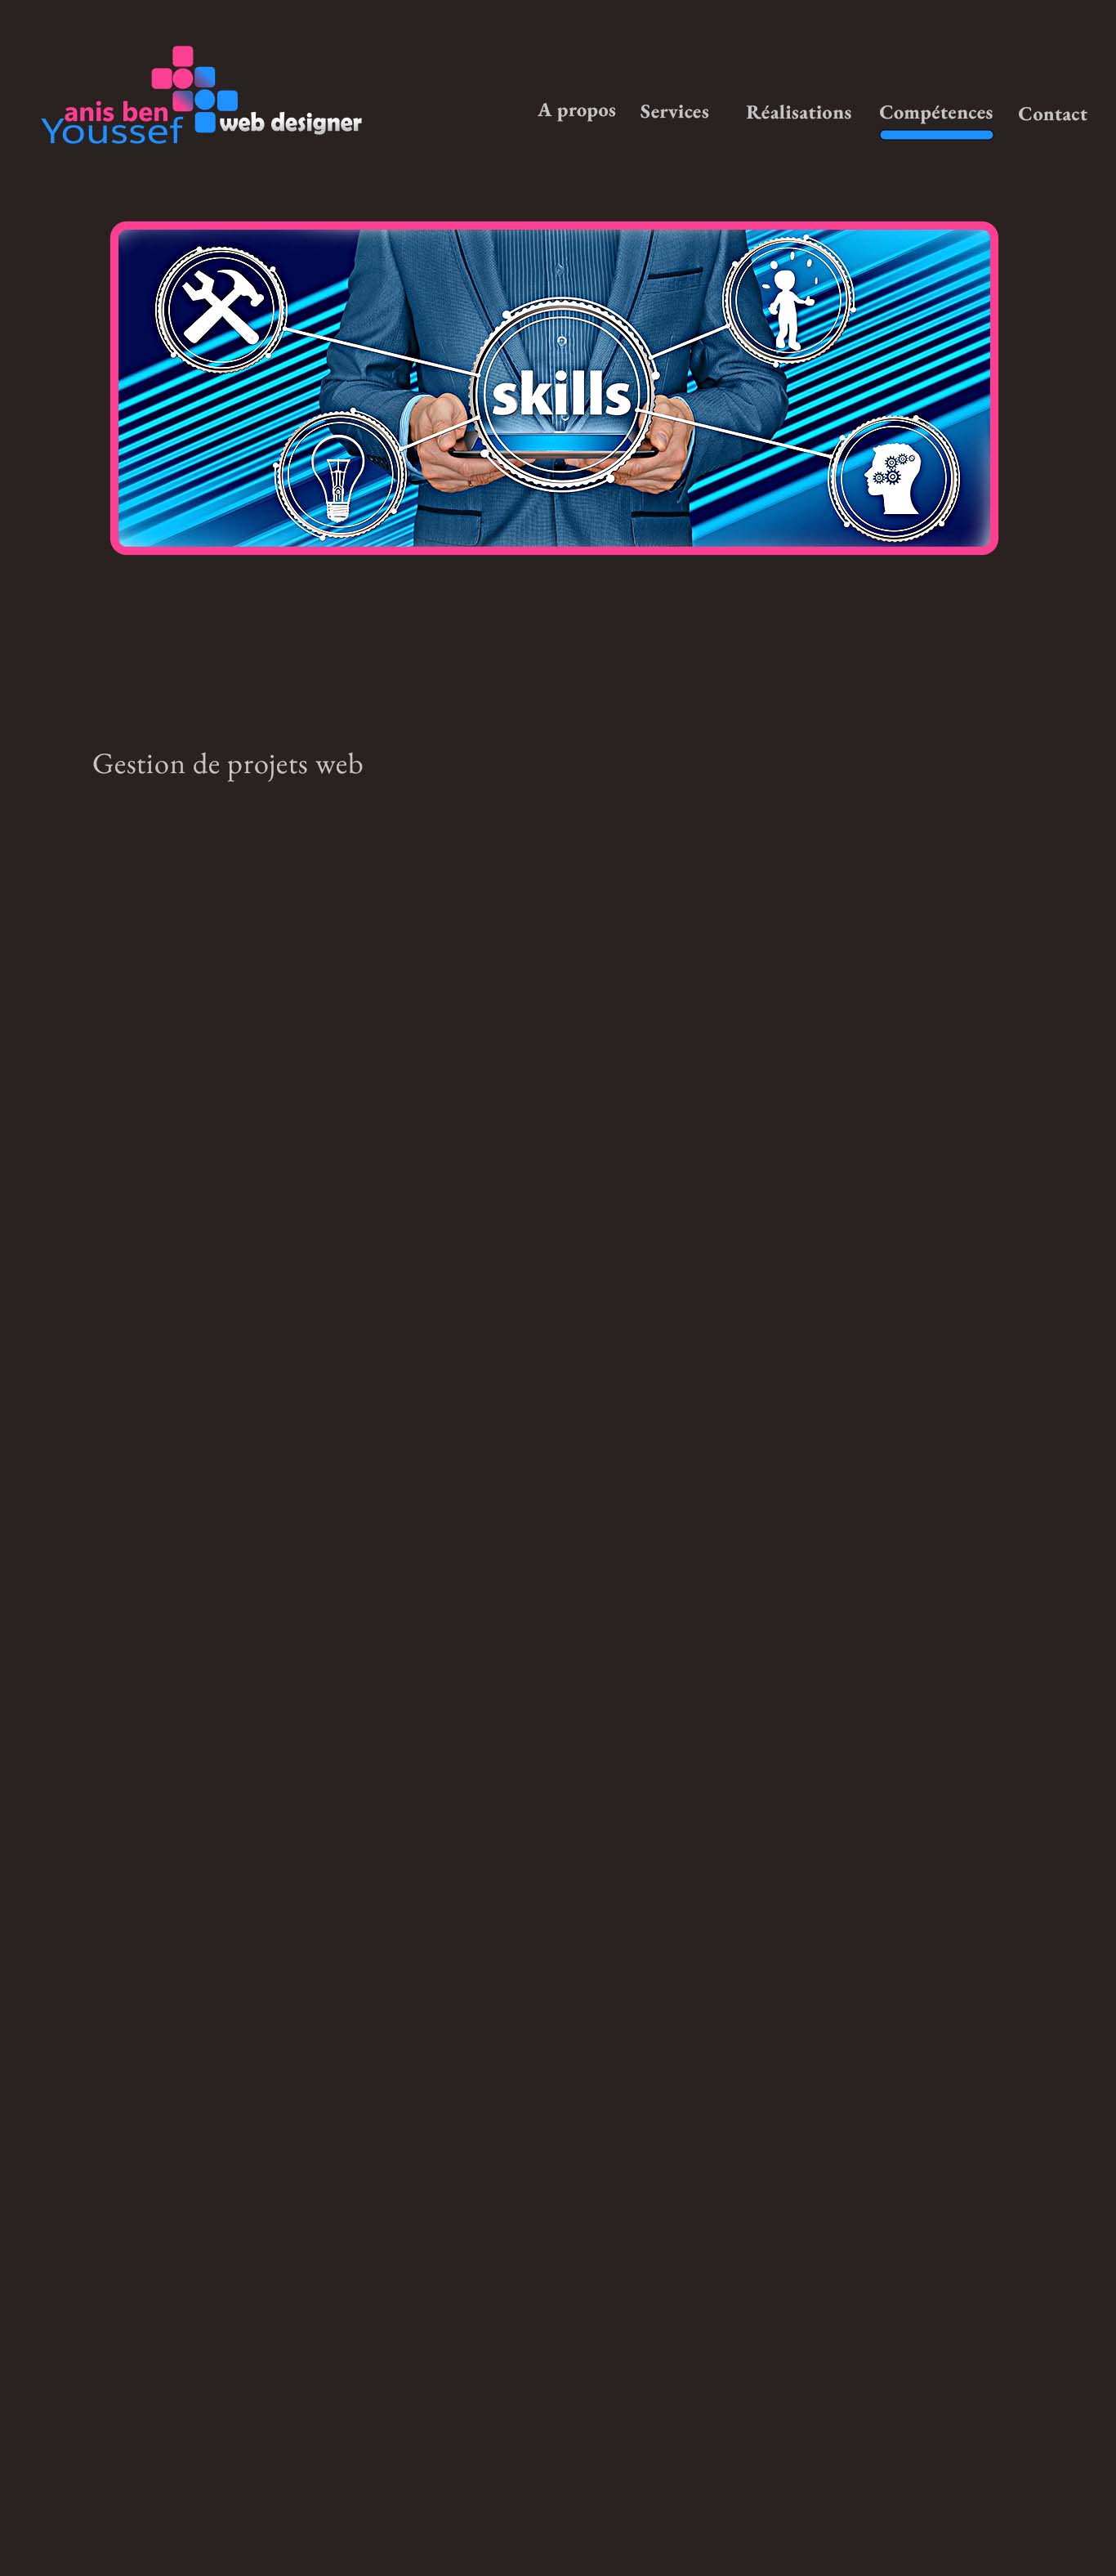 anis ben
Youssef
web designer
A propos
Services
Réalisations
Compétences
Contact
skills
Gestion de projets web